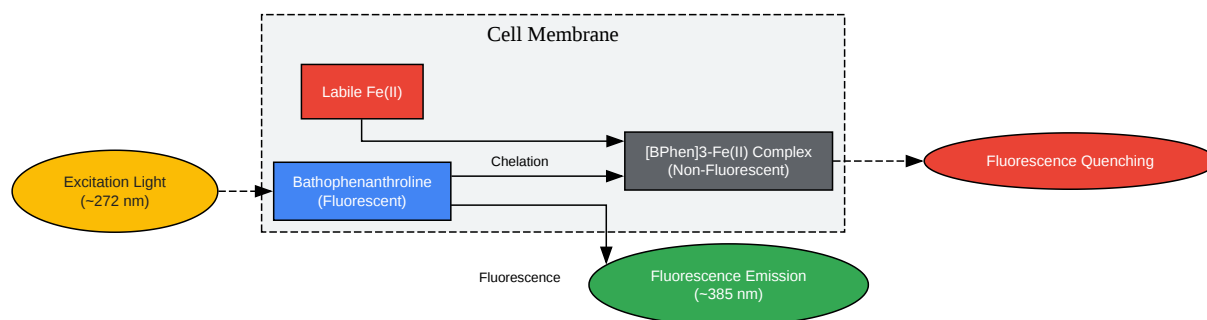 Cell Membrane
Labile Fe(II)
Excitation Light
(~272 nm)
Bathophenanthroline
(Fluorescent)
Chelation
[BPhen]3-Fe(II) Complex
(Non-Fluorescent)
Fluorescence Quenching
Fluorescence
Fluorescence Emission
(~385 nm)